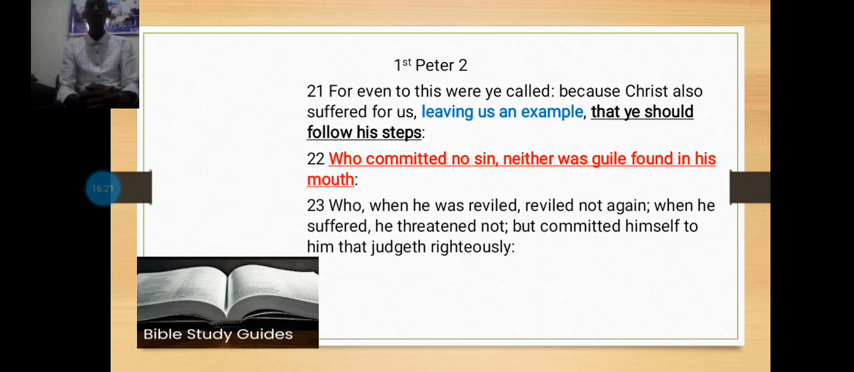 1st Peter 2
21 For even to this were ye called: because Christ also
suffered for us, leaving us an example, that ye should
follow his steps:
22 Who committed no sin, neither was guile found in his
mouth:
23 Who, when he was reviled, reviled not again; when he
suffered, he threatened not; but committed himself to
him that judgeth righteously:
16:21
Bible Study Guides